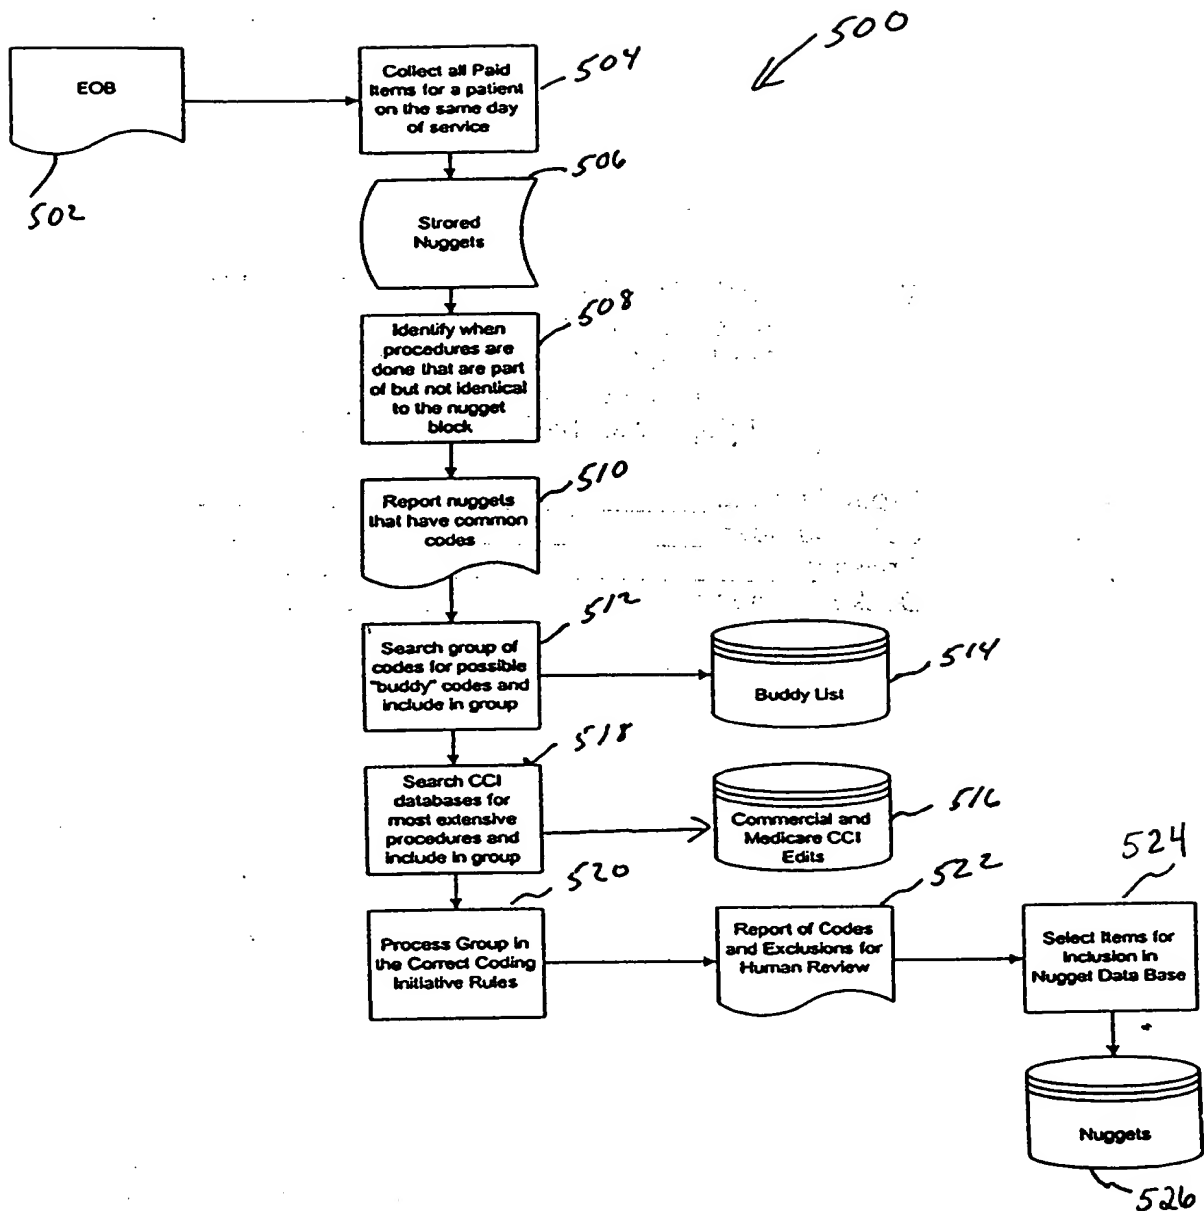 500
EOB
502
Collect all Paid
Items for a patient
on the same day
of service
504
506
Strored
Nuggets
Identify when
procedures are
done that are part
of but not identical
to the nugget
block
508
Report nuggets
that have common
codes
510
Search group of
codes for possible
"buddy" codes and
include in group
512
Buddy List
514
Search CCI
databases for
most extensive
procedures and
include in group
518
Commercial and
Medicare CCI
Edits
516
Process Group in
the Correct Coding
Initiative Rules
520
Report of Codes
and Exclusions for
Human Review
522
Select Items for
Inclusion in
Nugget Data Base
524
Nuggets
526